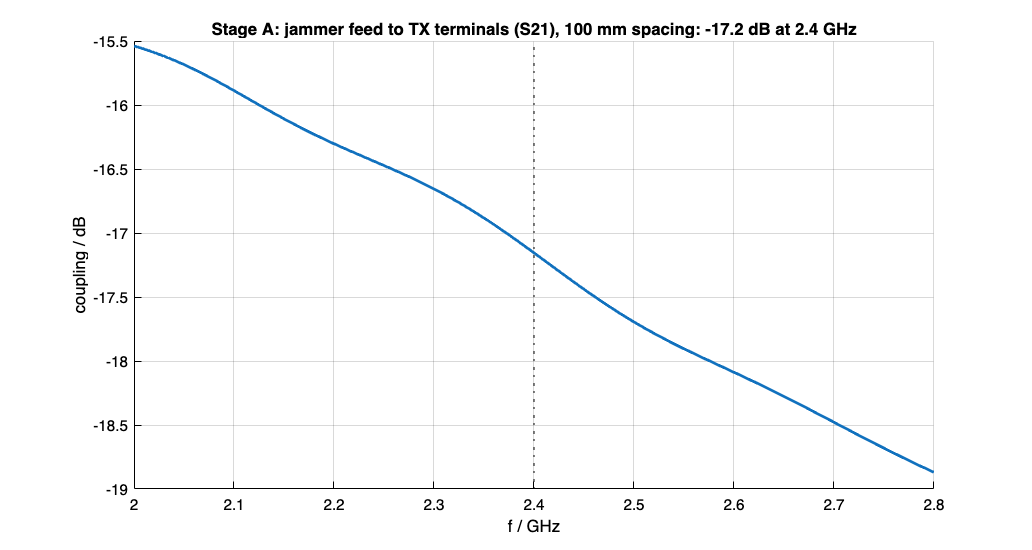 Stage A: jammer feed to TX terminals (S21), 100 mm spacing: -17.2 dB at 2.4 GHz
-15.5
-16
-16.5
-17
-17.5
-18
-18.5
-19
coupling / dB
2 2.1 2.2 2.3 2.4 2.5 2.6 2.7 2.8
f / GHz